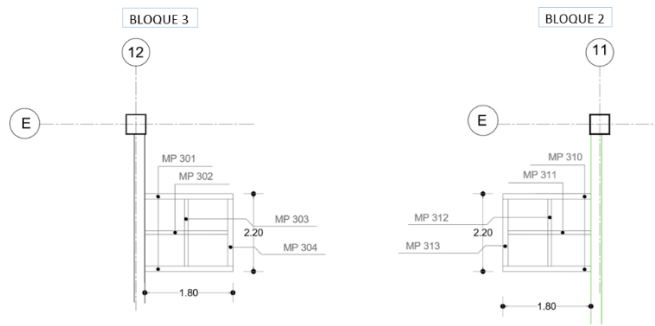 BLOQUE 3
BLOQUE 2
12
11
E
E
MP 301
MP 310
MP 302
MP 311
MP 303
MP 312
2.20
2.20
MP 304
MP 313
1.80
1.80